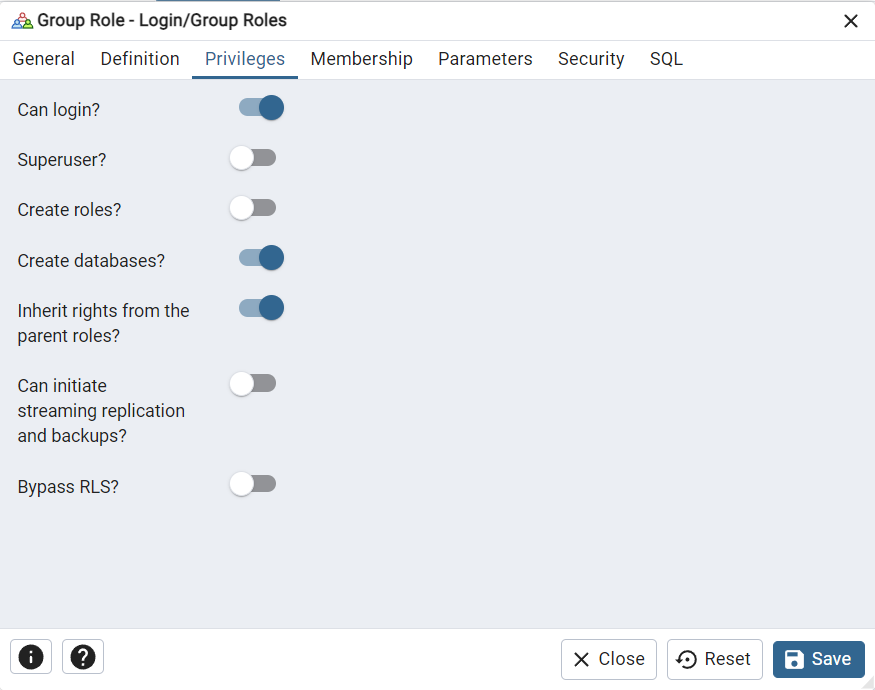 Group Role - Login/Group Roles
General Definition Privileges Membership Parameters Security SQL
Can login?
Superuser?
Create roles?
Create databases?
Inherit rights from the
parent roles?
Can initiate
streaming replication
and backups?
Bypass RLS?
Close Reset Save